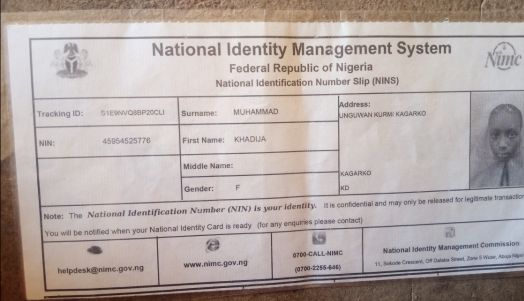 National Identity Management System
Federal Republic of Nigeria
National Identification Number Slip (NINS)
Nimc
Tracking ID: S1E9WVQ8BP20CLI
Surname: MUHAMMAD
Address:
UNGUWAN KURMI KAGARKO
NIN: 45954525776
First Name: KHADIJA
Middle Name:
KAGARKO
Gender: F
KD
Note: The National Identification Number (NIN) is your identity. It is confidential and may only be released for legitimate transactions
You will be notified when your National Identity Card is ready (for any enquiries please contact)
helpdesk@nimc.gov.ng
www.nimc.gov.ng
0700-CALL-NIMC
(0700-2255-646)
National Identity Management Commission
11, Sokode Crescent, Off Dalaba Street, Zone 5 Wuse, Abuja